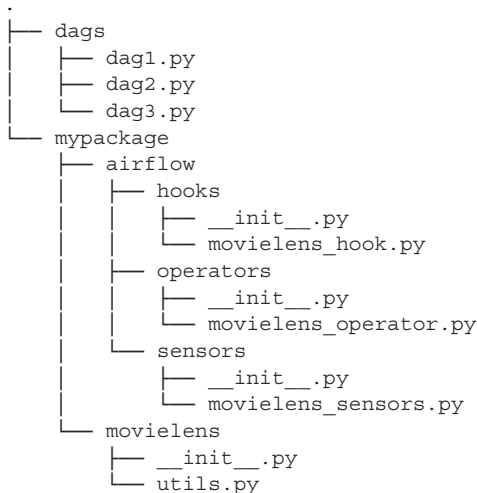 .
├── dags
│   ├── dag1.py
│   ├── dag2.py
│   └── dag3.py
└── mypackage
    ├── airflow
    │   ├── hooks
    │   │   ├── __init__.py
    │   │   └── movielens_hook.py
    │   ├── operators
    │   │   ├── __init__.py
    │   │   └── movielens_operator.py
    │   └── sensors
    │       ├── __init__.py
    │       └── movielens_sensors.py
    └── movielens
        ├── __init__.py
        └── utils.py